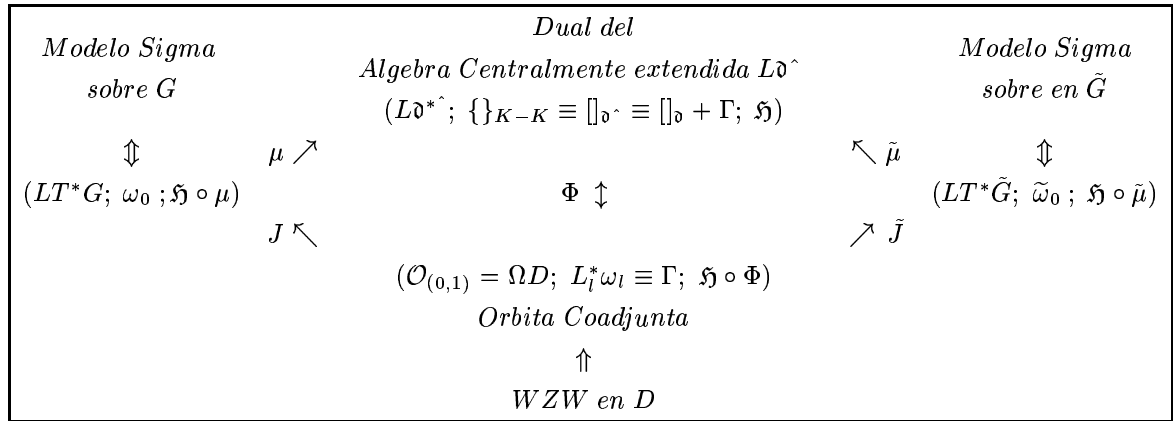 Dual del
Modelo Sigma
Modelo Sigma
Algebra Centralmente extendida L𝔡^
sobre G
sobre en G̃
(L𝔡*^; {}_{K−K} ≡ []_{𝔡^} ≡ []_𝔡 + Γ; ℌ)
⇕ μ ↗ ↖ μ̃ ⇕
(LT*G; ω₀ ; ℌ ∘ μ) Φ ↕ (LT*G̃; ω̃₀ ; ℌ ∘ μ̃)
J ↖ ↗ J̃
(𝒪_{(0,1)} = ΩD; L*_l ω_l ≡ Γ; ℌ ∘ Φ)
Orbita Coadjunta
⇑
WZW en D